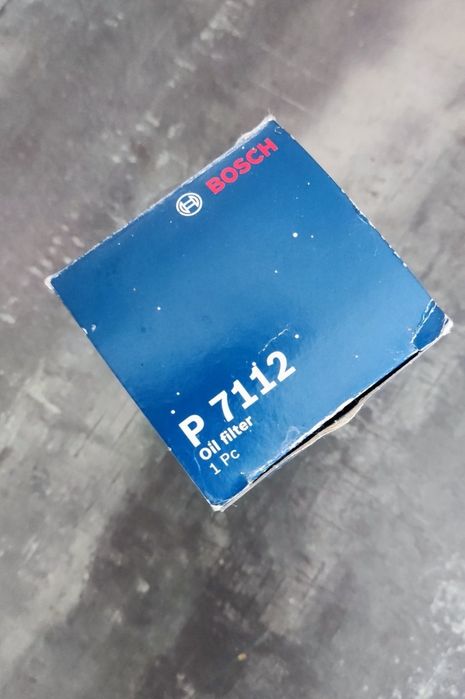 BOSCH
P 7112
Oil filter
1 Pc